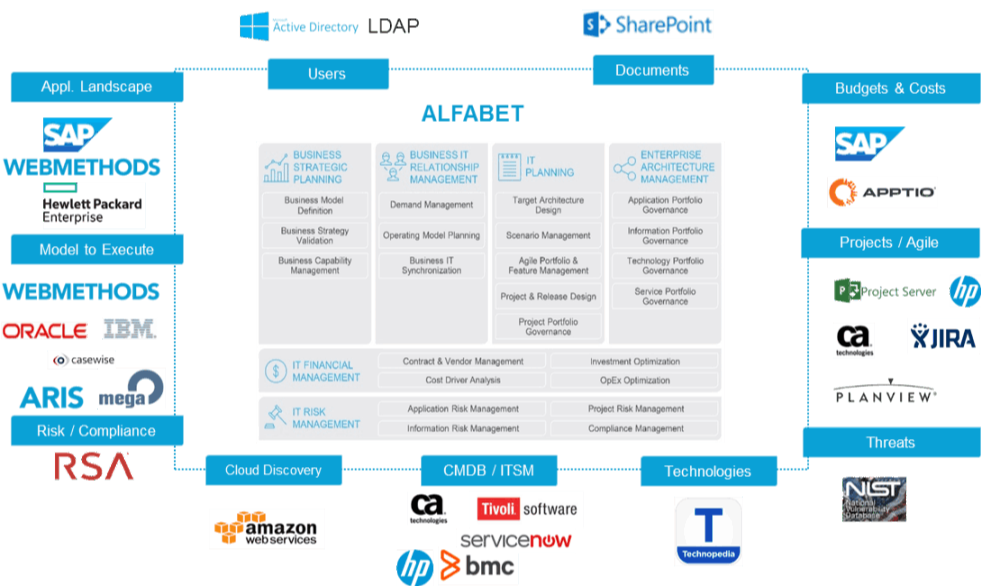 Microsoft
Active Directory
LDAP
SharePoint
Users
Documents
Appl. Landscape
SAP
WEBMETHODS
Hewlett Packard
Enterprise
Model to Execute
WEBMETHODS
ORACLE
IBM
casewise
ARIS
mega
Risk / Compliance
RSA
ALFABET
BUSINESS
STRATEGIC
PLANNING
Business Model
Definition
Business Strategy
Validation
Business Capability
Management
BUSINESS IT
RELATIONSHIP
MANAGEMENT
Demand Management
Operating Model Planning
Business IT
Synchronization
IT
PLANNING
Target Architecture
Design
Scenario Management
Agile Portfolio &
Feature Management
Project & Release Design
Project Portfolio
Governance
ENTERPRISE
ARCHITECTURE
MANAGEMENT
Application Portfolio
Governance
Information Portfolio
Governance
Technology Portfolio
Governance
Service Portfolio
Governance
$
IT FINANCIAL
MANAGEMENT
Contract & Vendor Management
Investment Optimization
Cost Driver Analysis
OpEx Optimization
IT RISK
MANAGEMENT
Application Risk Management
Project Risk Management
Information Risk Management
Compliance Management
Budgets & Costs
SAP
APPTIO
Projects / Agile
P
Project Server
hp
ca
technologies
JIRA
PLANVIEW®
Threats
NIST
National
Vulnerability
Database
Cloud Discovery
amazon
web services
CMDB / ITSM
ca
technologies
Tivoli software
servicenow
hp
bmc
Technologies
T
Technopedia